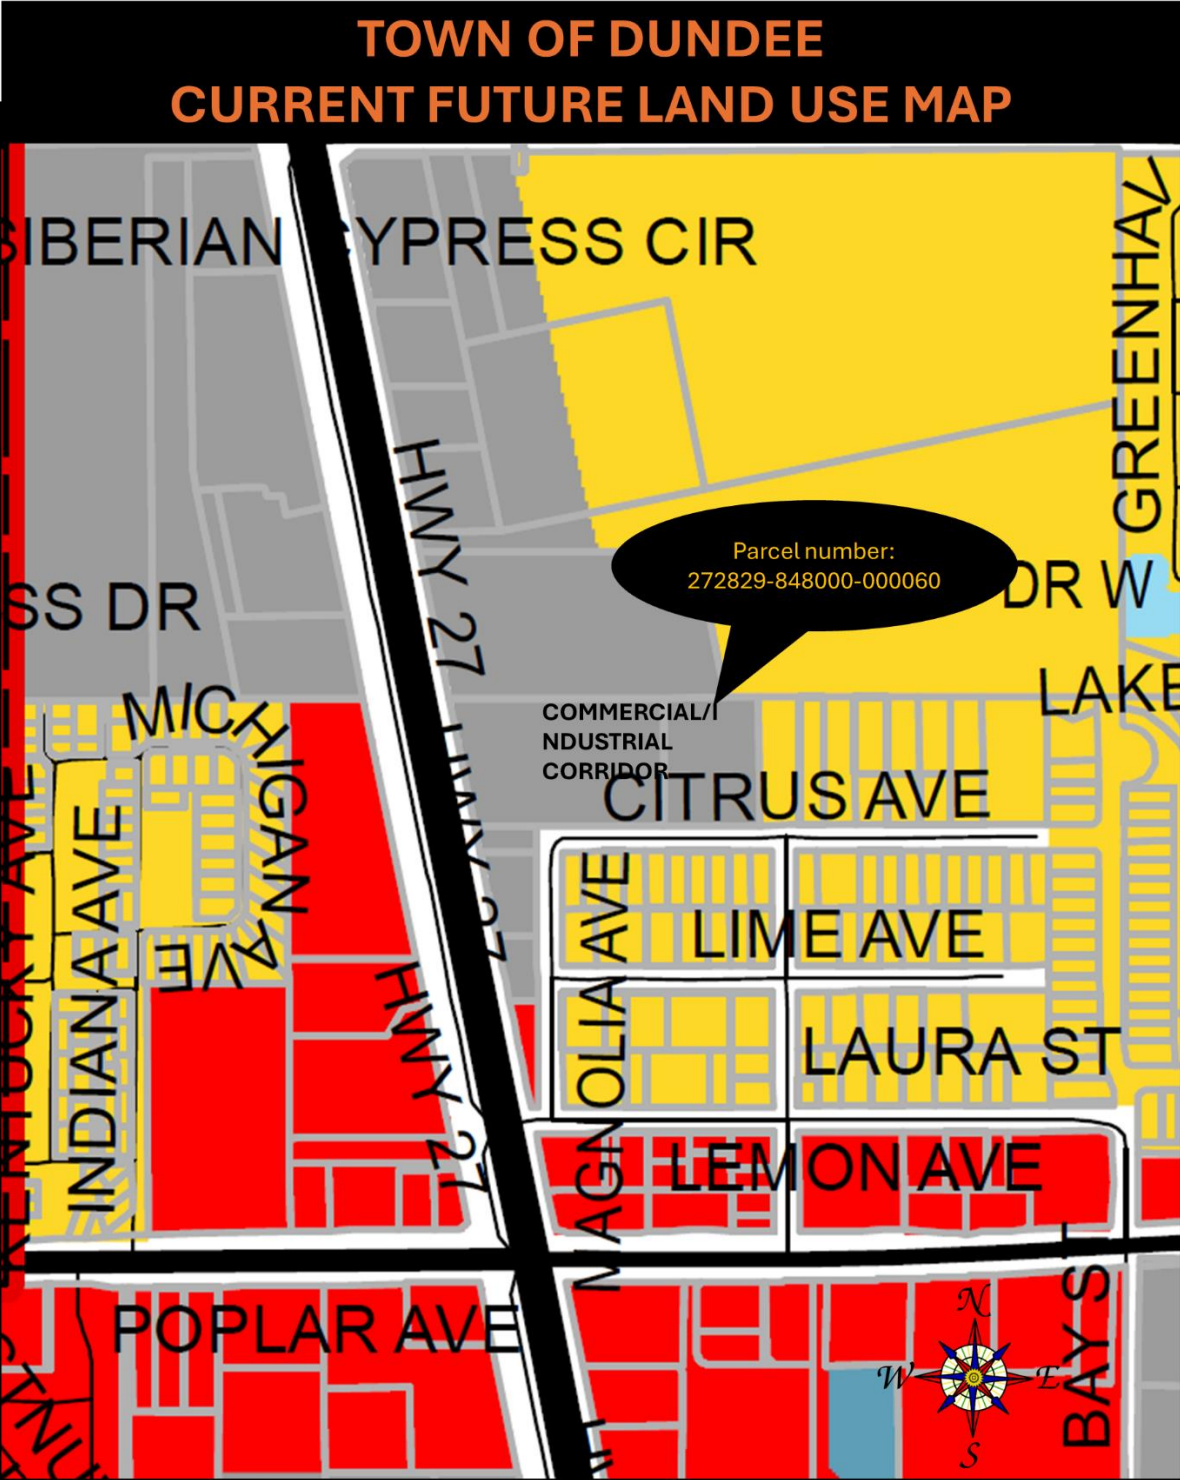 TOWN OF DUNDEE
CURRENT FUTURE LAND USE MAP
SIBERIAN CYPRESS CIR
GREENHAV
HWY 27
Parcel number:
272829-848000-000060
SS DR
DR W
LAKE
MICHIGAN AVE
COMMERCIAL/I
NDUSTRIAL
CORRIDOR
HWY 27
CITRUS AVE
KENTUCKY AVE
INDIANA AVE
MAGNOLIA AVE
LIME AVE
HWY 27
LAURA ST
LEMON AVE
POPLAR AVE
BAY ST
N
W E
S